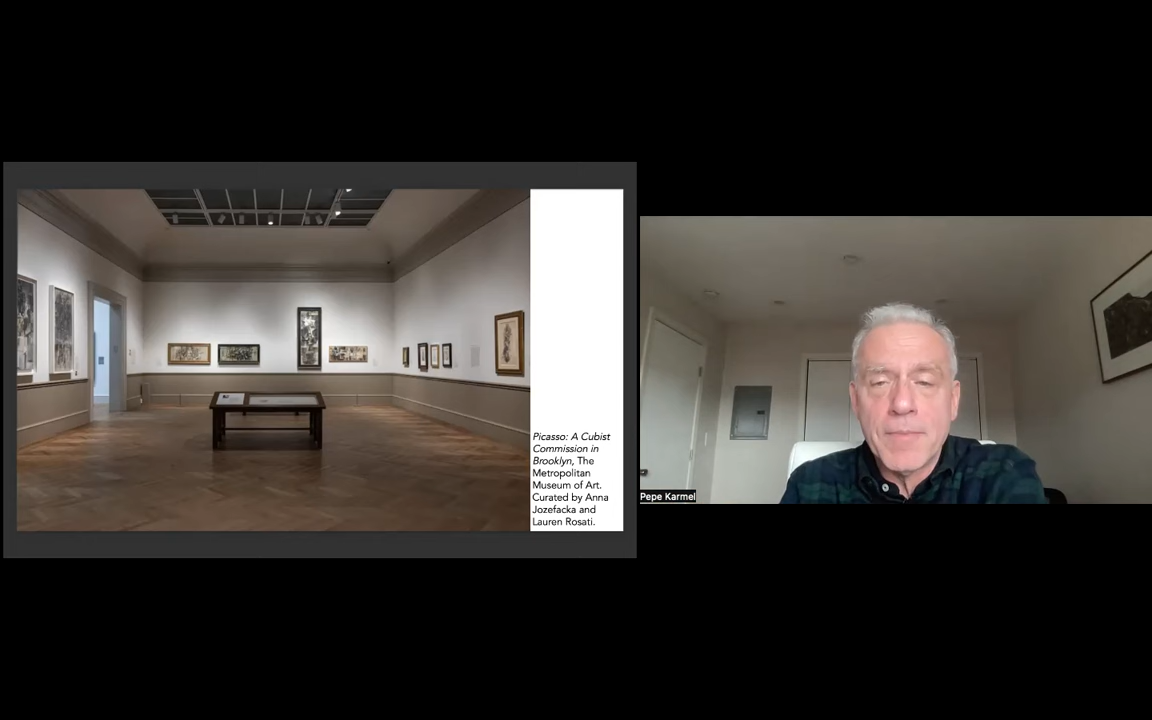 Picasso: A Cubist
Commission in
Brooklyn, The
Metropolitan
Museum of Art.
Curated by Anna
Jozefacka and
Lauren Rosati.
Pepe Karmel